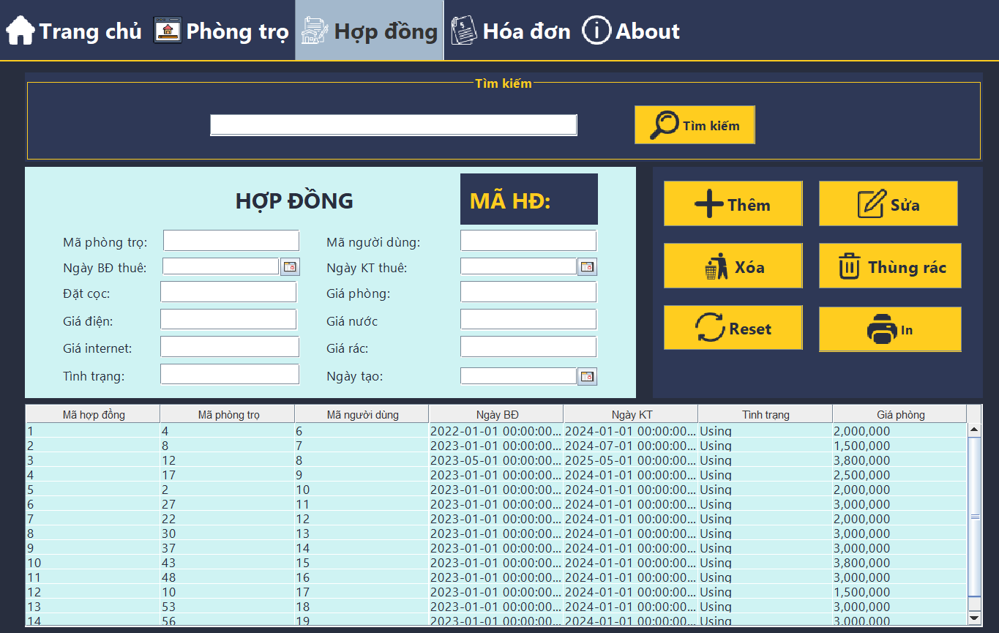 Trang chủ Phòng trọ Hợp đồng Hóa đơn About
Tìm kiếm
Tìm kiếm
HỢP ĐỒNG MÃ HĐ:
Thêm Sửa
Mã phòng trọ: Mã người dùng:
Ngày BĐ thuê: Ngày KT thuê:
Xóa Thùng rác
Đặt cọc: Giá phòng:
Giá điện: Giá nước
Reset In
Giá internet: Giá rác:
Tình trạng: Ngày tạo:
Mã hợp đồng Mã phòng trọ Mã người dùng Ngày BĐ Ngày KT Tình trạng Giá phòng
1 4 6 2022-01-01 00:00:00... 2024-01-01 00:00:00... Using 2,000,000
2 8 7 2023-01-01 00:00:00... 2024-07-01 00:00:00... Using 1,500,000
3 12 8 2023-05-01 00:00:00... 2025-05-01 00:00:00... Using 3,800,000
4 17 9 2023-01-01 00:00:00... 2024-01-01 00:00:00... Using 2,500,000
5 2 10 2023-01-01 00:00:00... 2024-01-01 00:00:00... Using 2,000,000
6 27 11 2023-01-01 00:00:00... 2024-01-01 00:00:00... Using 3,000,000
7 22 12 2023-01-01 00:00:00... 2024-01-01 00:00:00... Using 2,000,000
8 30 13 2023-01-01 00:00:00... 2024-01-01 00:00:00... Using 3,000,000
9 37 14 2023-01-01 00:00:00... 2024-01-01 00:00:00... Using 3,000,000
10 43 15 2023-01-01 00:00:00... 2024-01-01 00:00:00... Using 3,800,000
11 48 16 2023-01-01 00:00:00... 2024-01-01 00:00:00... Using 3,000,000
12 10 17 2023-01-01 00:00:00... 2024-01-01 00:00:00... Using 1,500,000
13 53 18 2023-01-01 00:00:00... 2024-01-01 00:00:00... Using 3,000,000
14 56 19 2023-01-01 00:00:00... 2024-01-01 00:00:00... Using 3,000,000